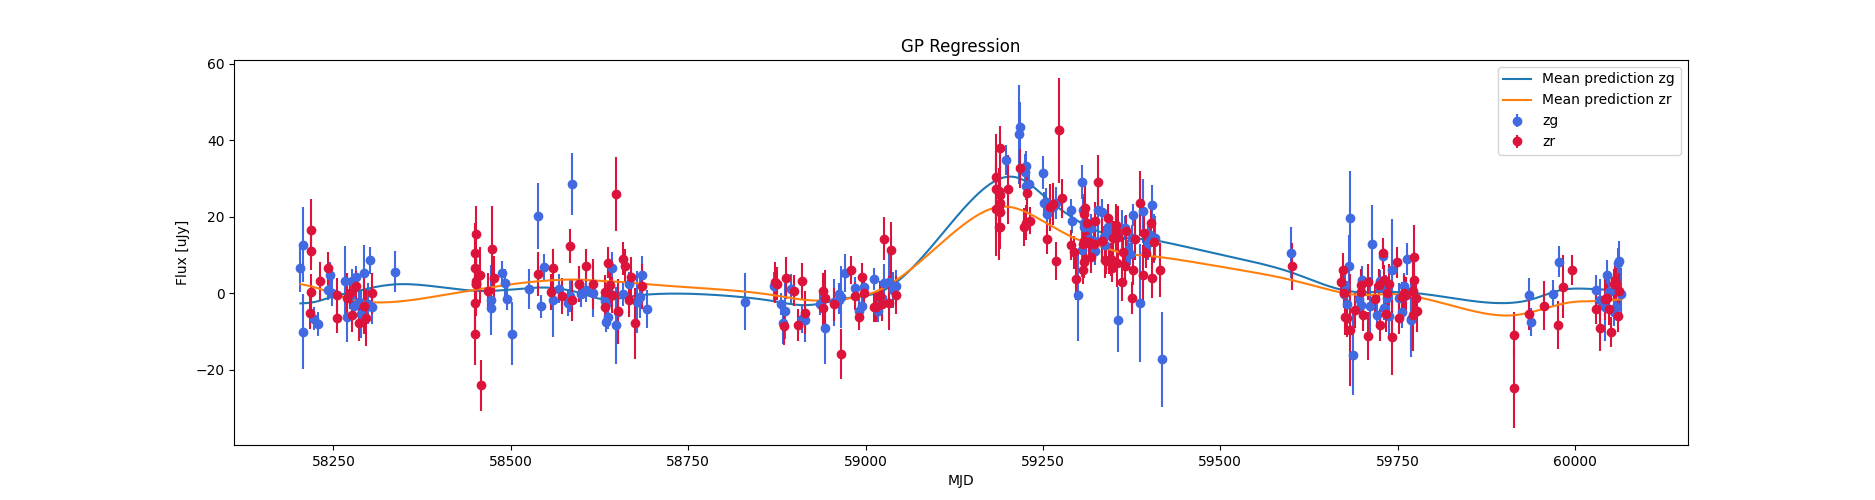 GP Regression
60
40
20
0
−20
Flux [uJy]
58250
58500
58750
59000
59250
59500
59750
60000
MJD
Mean prediction zg
Mean prediction zr
zg
zr